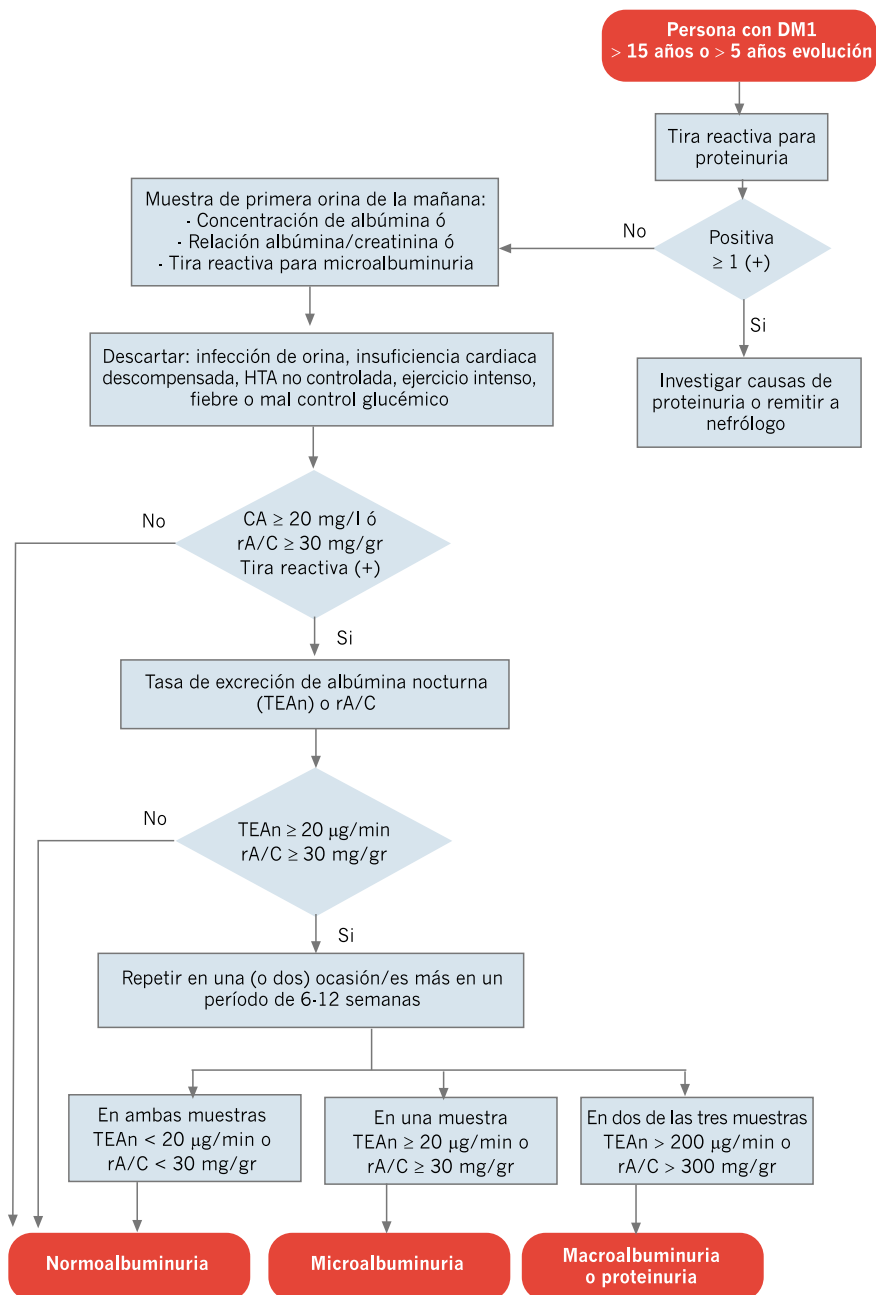 Persona con DM1
> 15 años o > 5 años evolución
Tira reactiva para
proteinuria
Positiva
≥ 1 (+)
No
Si
Investigar causas de
proteinuria o remitir a
nefrólogo
Muestra de primera orina de la mañana:
- Concentración de albúmina ó
- Relación albúmina/creatinina ó
- Tira reactiva para microalbuminuria
Descartar: infección de orina, insuficiencia cardiaca
descompensada, HTA no controlada, ejercicio intenso,
fiebre o mal control glucémico
CA ≥ 20 mg/l ó
rA/C ≥ 30 mg/gr
Tira reactiva (+)
No
Si
Tasa de excreción de albúmina nocturna
(TEAn) o rA/C
TEAn ≥ 20 µg/min
rA/C ≥ 30 mg/gr
No
Si
Repetir en una (o dos) ocasión/es más en un
período de 6-12 semanas
En ambas muestras
TEAn < 20 µg/min o
rA/C < 30 mg/gr
En una muestra
TEAn ≥ 20 µg/min o
rA/C ≥ 30 mg/gr
En dos de las tres muestras
TEAn > 200 µg/min o
rA/C > 300 mg/gr
Normoalbuminuria
Microalbuminuria
Macroalbuminuria
o proteinuria